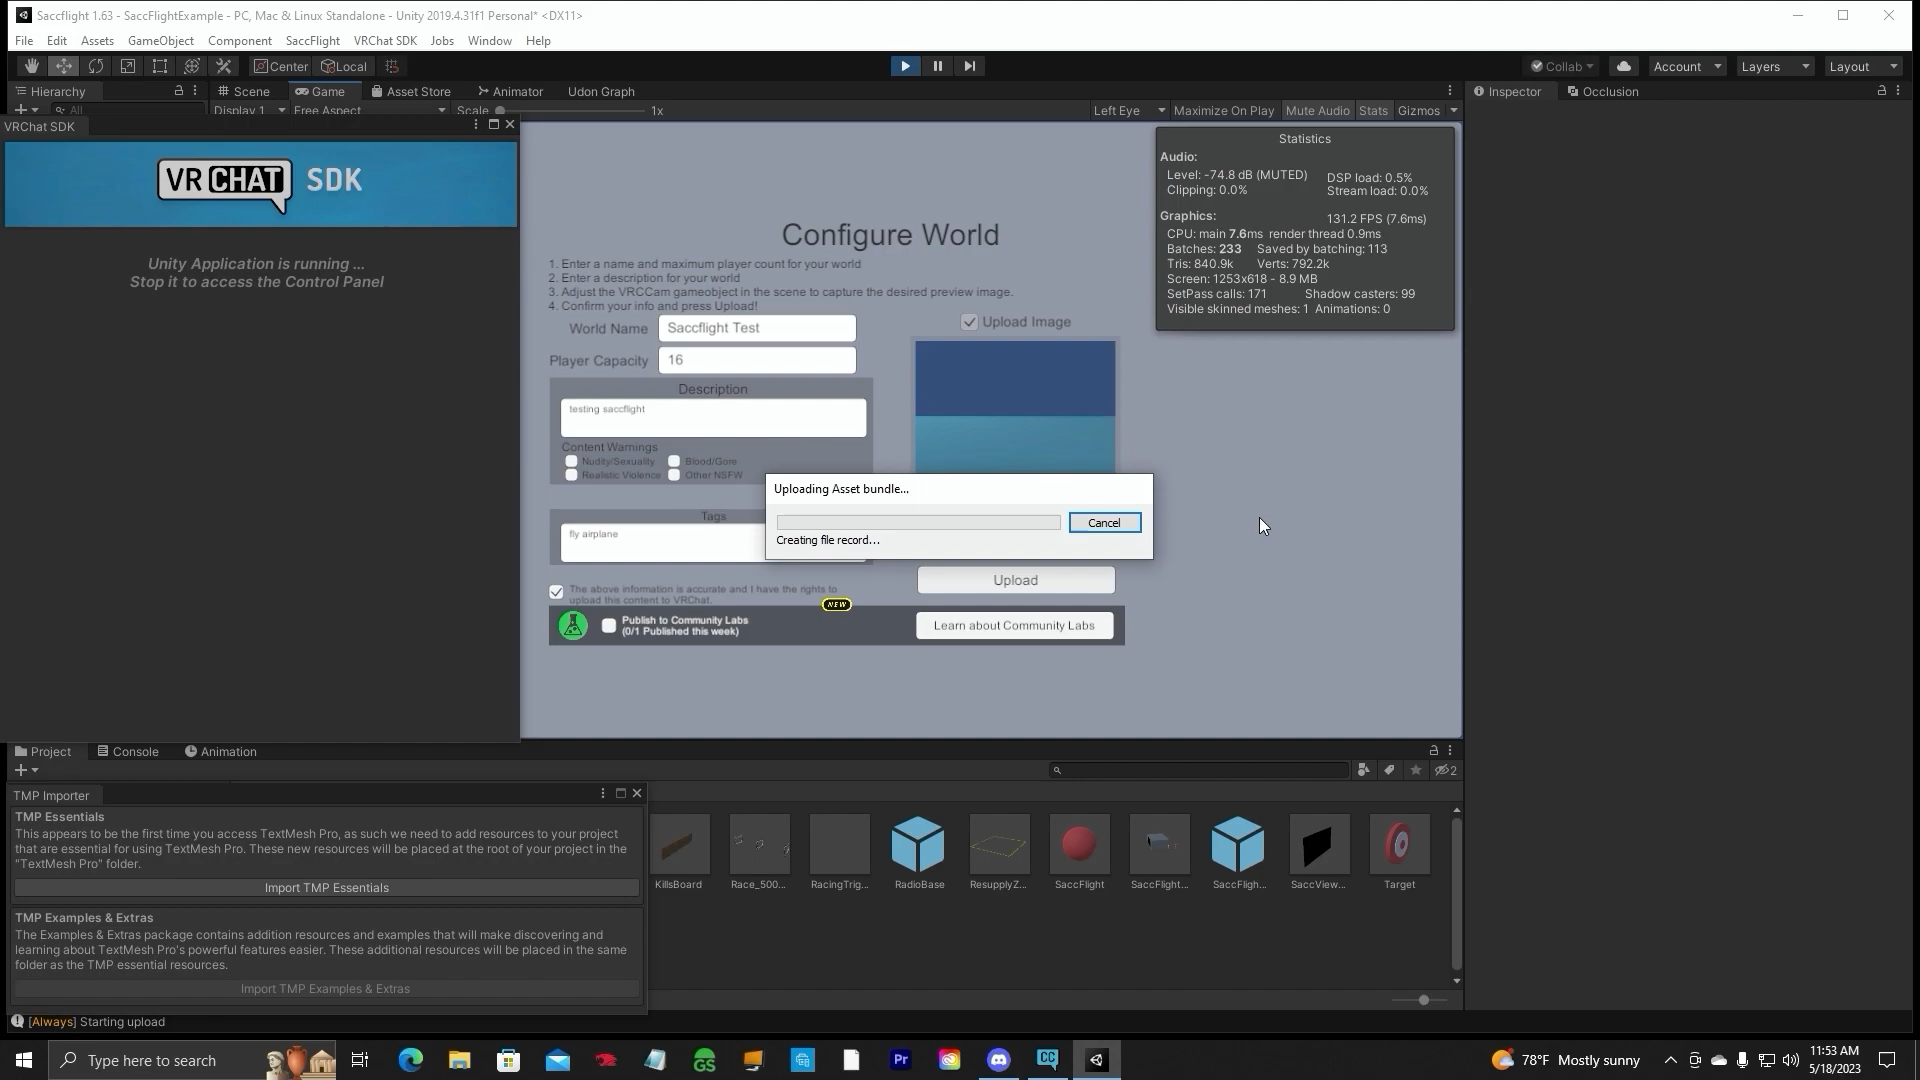 Saccflight 1.63 - SaccFlightExample - PC, Mac & Linux Standalone - Unity 2019.4.31f1 Personal* <DX11>
File Edit Assets GameObject Component SaccFlight VRChat SDK Jobs Window Help
Center Local Collab Account Layers Layout
Hierarchy Scene Game Asset Store Animator Udon Graph Inspector Occlusion
All Display 1 Free Aspect Scale 1x Left Eye Maximize On Play Mute Audio Stats Gizmos
VRChat SDK
VR CHAT SDK
Unity Application is running ...
Stop it to access the Control Panel
Configure World
1. Enter a name and maximum player count for your world
2. Enter a description for your world
3. Adjust the VRCCam gameobject in the scene to capture the desired preview image.
4. Confirm your info and press Upload!
World Name Saccflight Test
Player Capacity 16
Upload Image
Description
testing saccflight
Content Warnings
Nudity/Sexuality Blood/Gore
Realistic Violence Other NSFW
Tags
fly airplane
The above information is accurate and I have the rights to
upload this content to VRChat.
NEW
Upload
Publish to Community Labs
(0/1 Published this week)
Learn about Community Labs
Uploading Asset bundle...
Cancel
Creating file record...
Statistics
Audio:
Level: -74.8 dB (MUTED) DSP load: 0.5%
Clipping: 0.0% Stream load: 0.0%
Graphics: 131.2 FPS (7.6ms)
CPU: main 7.6ms render thread 0.9ms
Batches: 233 Saved by batching: 113
Tris: 840.9k Verts: 792.2k
Screen: 1253x618 - 8.9 MB
SetPass calls: 171 Shadow casters: 99
Visible skinned meshes: 1 Animations: 0
Project Console Animation
2
TMP Importer
TMP Essentials
This appears to be the first time you access TextMesh Pro, as such we need to add resources to your project
that are essential for using TextMesh Pro. These new resources will be placed at the root of your project in the
"TextMesh Pro" folder.
Import TMP Essentials
TMP Examples & Extras
The Examples & Extras package contains addition resources and examples that will make discovering and
learning about TextMesh Pro's powerful features easier. These additional resources will be placed in the same
folder as the TMP essential resources.
Import TMP Examples & Extras
KillsBoard Race_500... RacingTrig... RadioBase ResupplyZ... SaccFlight SaccFlight... SaccFligh... SaccView... Target
[Always] Starting upload
Type here to search
GS
Pr
CC
78°F Mostly sunny
11:53 AM
5/18/2023